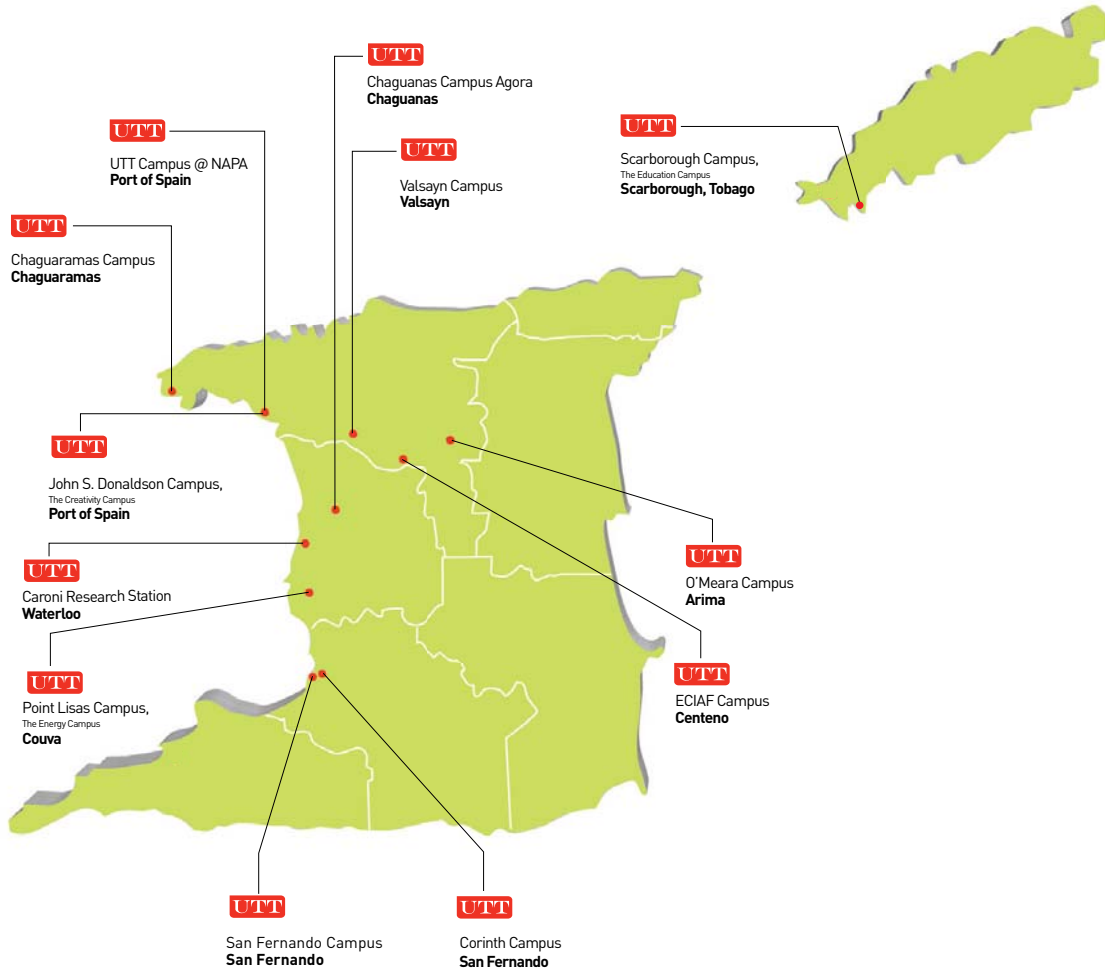 UTT
Chaguanas Campus Agora
Chaguanas
UTT
UTT Campus @ NAPA
Port of Spain
UTT
Valsayn Campus
Valsayn
UTT
Scarborough Campus,
The Education Campus
Scarborough, Tobago
UTT
Chaguaramas Campus
Chaguaramas
UTT
John S. Donaldson Campus,
The Creativity Campus
Port of Spain
UTT
Caroni Research Station
Waterloo
UTT
O'Meara Campus
Arima
UTT
Point Lisas Campus,
The Energy Campus
Couva
UTT
ECIAF Campus
Centeno
UTT
San Fernando Campus
San Fernando
UTT
Corinth Campus
San Fernando